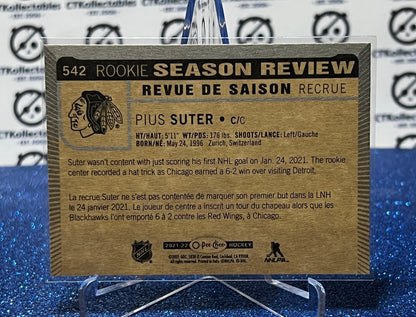 CTKollectables
542 ROOKIE SEASON REVIEW
REVUE DE SAISON RECRUE
PIUS SUTER • C/C
HT/HAUT: 5'11" WT/PDS: 176 lbs. SHOOTS/LANCE: Left/Gauche
BORN/NÉ: May 24, 1996 Zurich, Switzerland
Suter wasn't content with just scoring his first NHL goal on Jan. 24, 2021. The rookie
center recorded a hat trick as Chicago earned a 6-2 win over visiting Detroit.
La recrue Suter ne s'est pas contentée de marquer son premier but dans la LNH
le 24 janvier 2021. Le joueur de centre a inscrit un tour du chapeau alors que les
Blackhawks l'ont emporté 6 à 2 contre les Red Wings, à Chicago.
NHL
2021-22 O-Pee-Chee HOCKEY
NHLPA